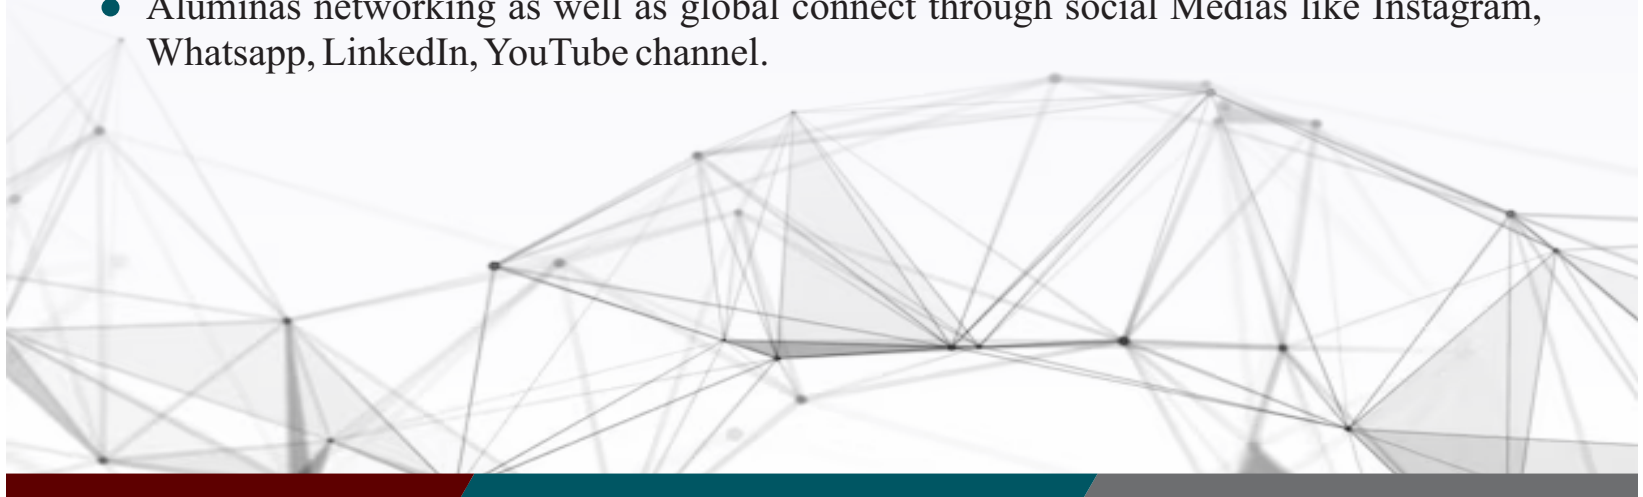 Aluminas networking as well as global connect through social Medias like Instagram,
Whatsapp, LinkedIn, YouTube channel.